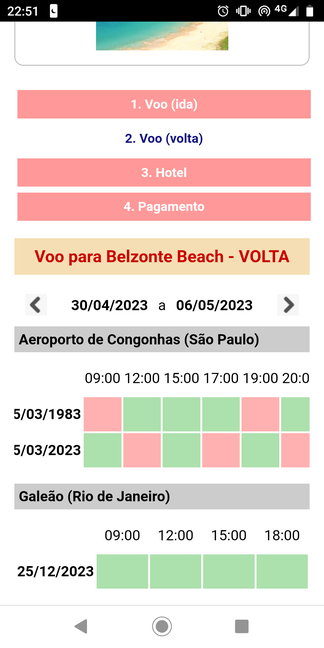 22:51
4G
1. Voo (ida)
2. Voo (volta)
3. Hotel
4. Pagamento
Voo para Belzonte Beach - VOLTA
30/04/2023 a 06/05/2023
Aeroporto de Congonhas (São Paulo)
09:00 12:00 15:00 17:00 19:00 20:0
5/03/1983
5/03/2023
Galeão (Rio de Janeiro)
09:00 12:00 15:00 18:00
25/12/2023